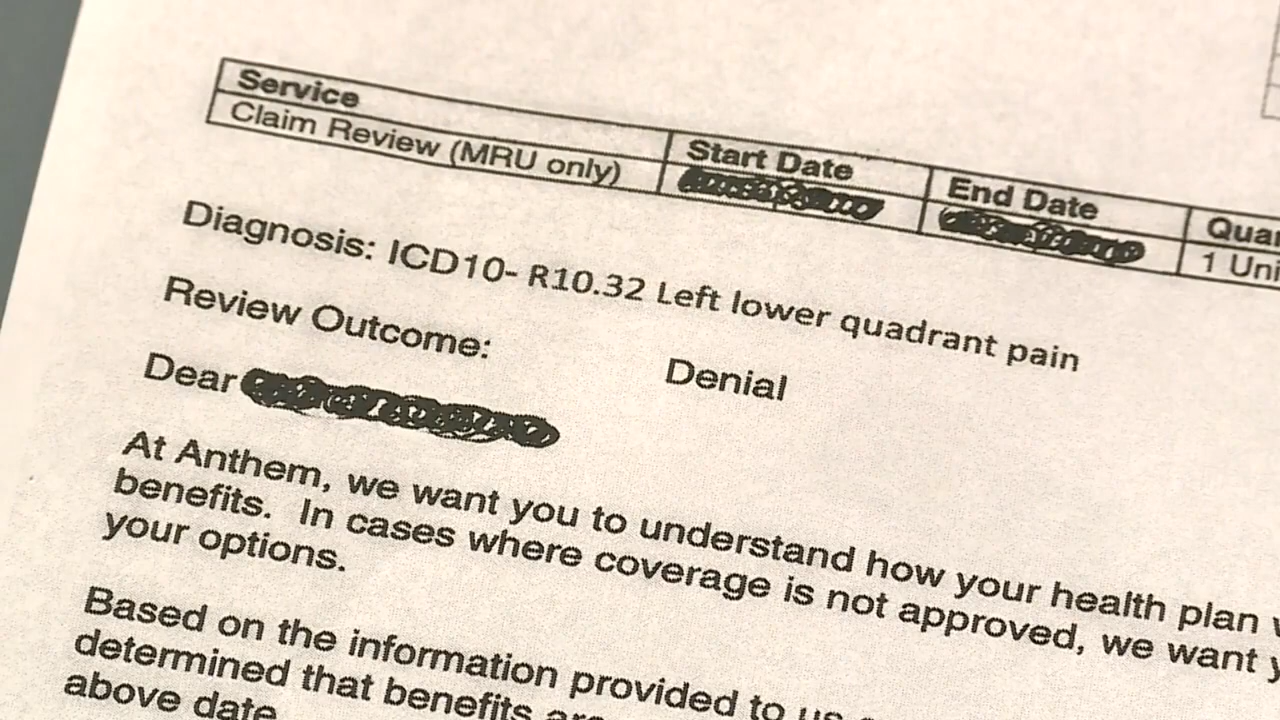 Service Start Date End Date
Claim Review (MRU only) 1
Diagnosis: ICD10- R10.32 Left lower quadrant pain
Review Outcome: Denial
Dear
At Anthem, we want you to understand how your health plan
benefits. In cases where coverage is not approved, we want
your options.
Based on the information provided to us
determined that benefits are
above date